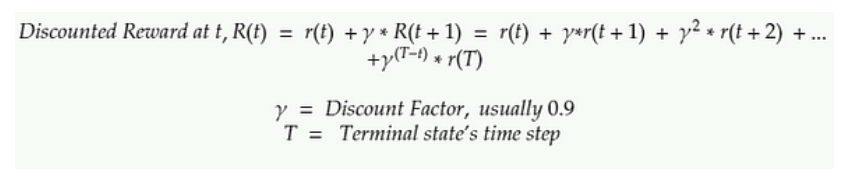 Discounted Reward at t, R(t) = r(t) + γ * R(t + 1) = r(t) + γ*r(t + 1) + γ² * r(t + 2) + ...
+γ⁽ᵀ⁻ᵗ⁾ * r(T)
γ = Discount Factor, usually 0.9
T = Terminal state's time step